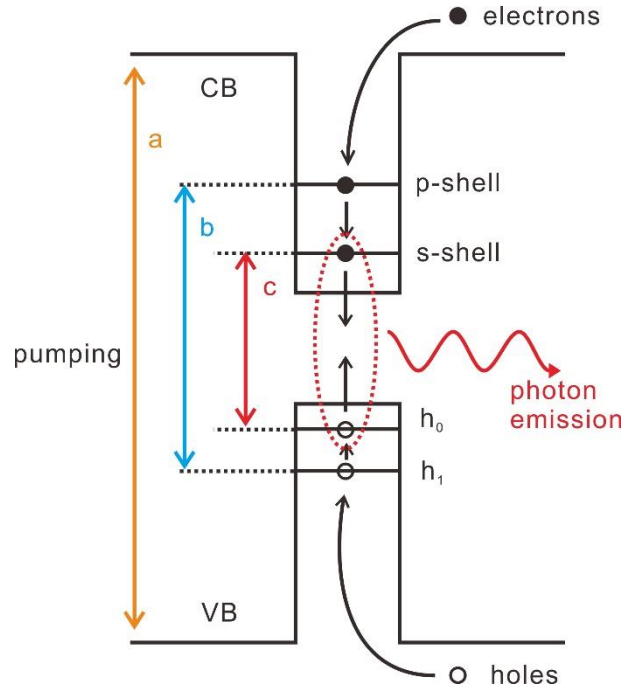 electrons
CB
a
p-shell
b
s-shell
c
pumping
photon
emission
h₀
h₁
VB
holes